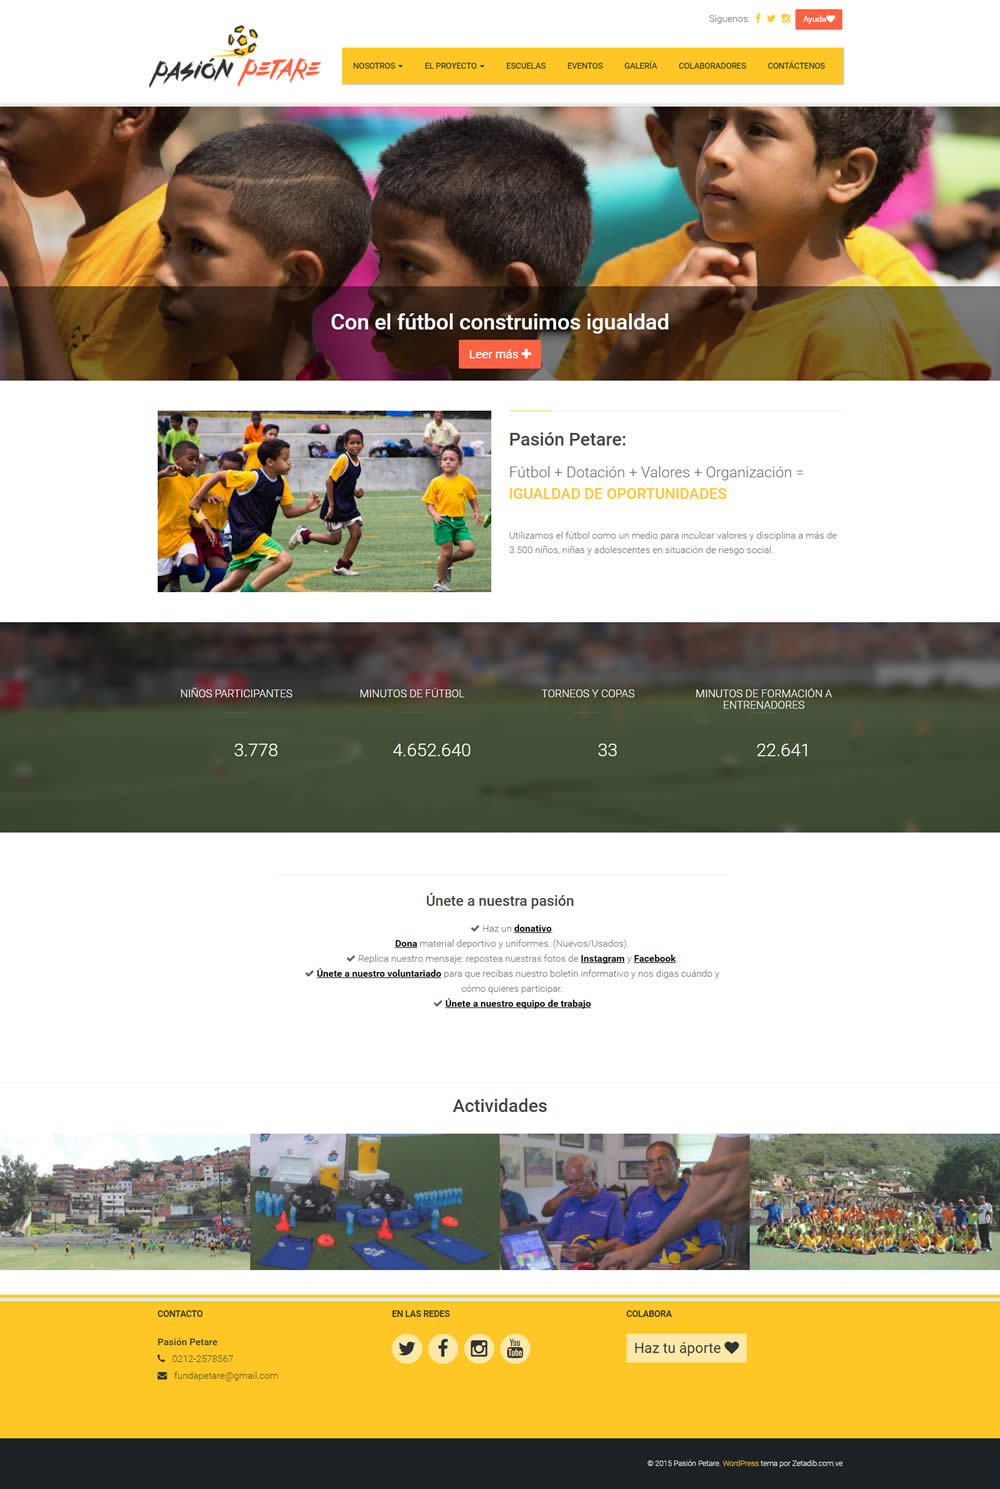 Síguenos:
Ayuda
PASIÓN PETARE
NOSOTROS
EL PROYECTO
ESCUELAS
EVENTOS
GALERÍA
COLABORADORES
CONTÁCTENOS
Con el fútbol construimos igualdad
Leer más
Pasión Petare:
Fútbol + Dotación + Valores + Organización =
IGUALDAD DE OPORTUNIDADES
Utilizamos el fútbol como un medio para inculcar valores y disciplina a más de
3.500 niños, niñas y adolescentes en situación de riesgo social.
NIÑOS PARTICIPANTES
3.778
MINUTOS DE FÚTBOL
4.652.640
TORNEOS Y COPAS
33
MINUTOS DE FORMACIÓN A
ENTRENADORES
22.641
Únete a nuestra pasión
Haz un donativo
Dona material deportivo y uniformes. (Nuevos/Usados).
Replica nuestro mensaje: repostea nuestras fotos de Instagram y Facebook
Únete a nuestro voluntariado para que recibas nuestro boletín informativo y nos digas cuándo y
cómo quieres participar.
Únete a nuestro equipo de trabajo
Actividades
CONTACTO
Pasión Petare
0212-2578567
fundapetare@gmail.com
EN LAS REDES
You
Tube
COLABORA
Haz tu áporte
© 2015 Pasión Petare. WordPress tema por Zetadib.com.ve